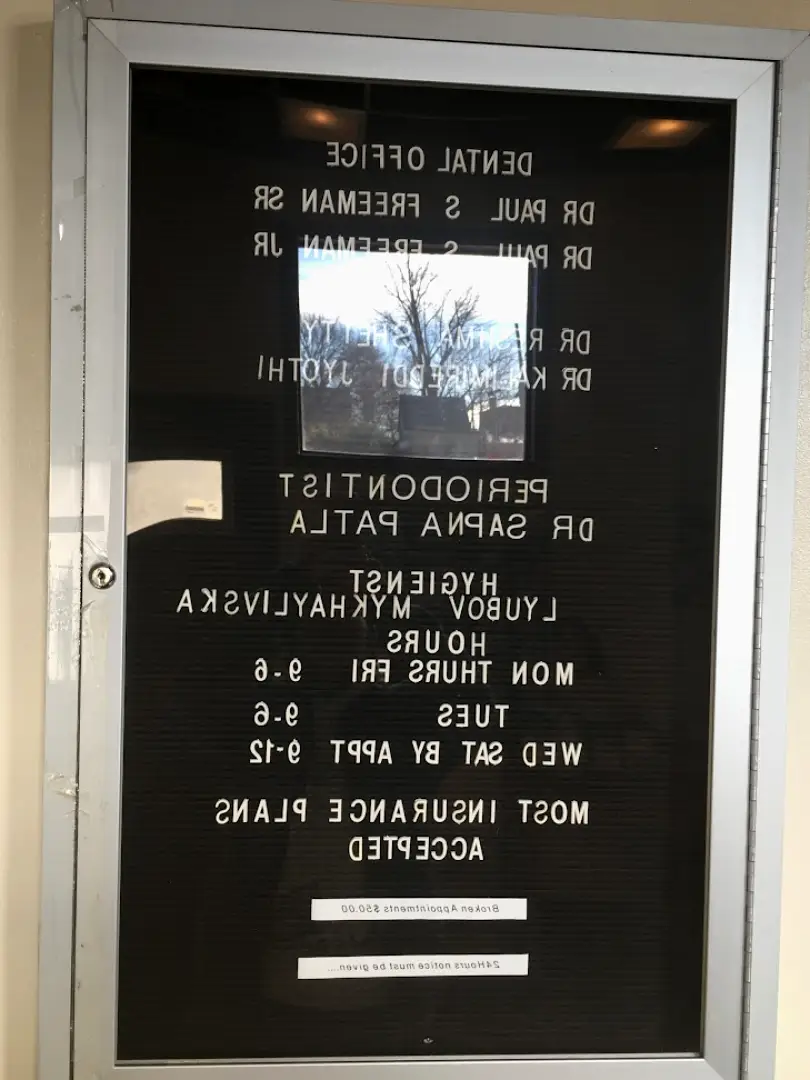 DENTAL OFFICE
DR PAUL S FREEMAN SR
DR PAUL S FREEMAN JR
DR RESHMA SHETTY
DR KALIMIREDDI JYOTHI
PERIODONTIST
DR SAPNA PATLA
HYGIENST
LYUBOV MYKHAYLIVSKA
HOURS
MON THURS FRI 9-6
TUES 9-6
WED SAT BY APPT 9-12
MOST INSURANCE PLANS
ACCEPTED
Broken Appointments $50.00
24Hours notice must be given....